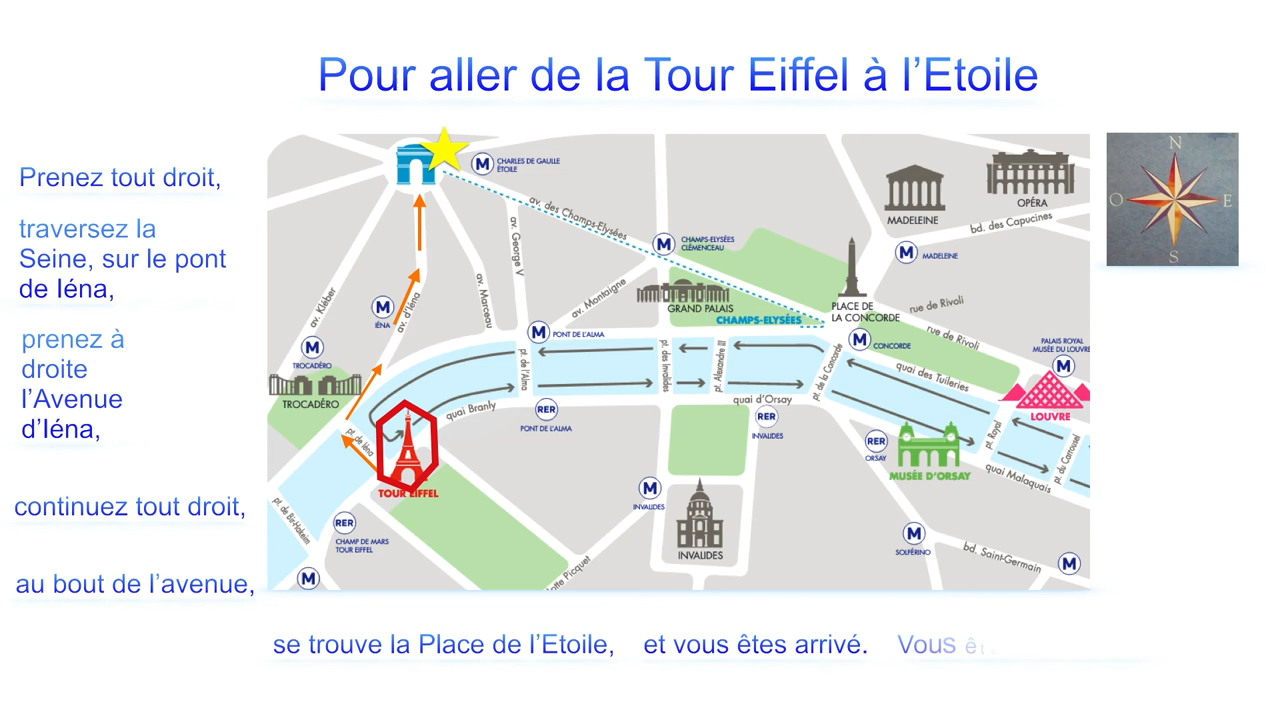 Pour aller de la Tour Eiffel à l’Etoile
Prenez tout droit,
traversez la
Seine, sur le pont
de Iéna,
prenez à
droite
l’Avenue
d’Iéna,
continuez tout droit,
au bout de l’avenue,
se trouve la Place de l’Etoile, et vous êtes arrivé. Vous
M CHARLES DE GAULLE
ÉTOILE
av. des Champs-Elysées
av. George V
M CHAMPS-ELYSÉES
CLÉMENCEAU
MADELEINE
OPÉRA
bd. des Capucines
M MADELEINE
N
O
E
S
av. Kléber
M
IÉNA
av. d'Iéna
av. Marceau
av. Montaigne
GRAND PALAIS
CHAMPS-ELYSÉES
PLACE DE
LA CONCORDE
rue de Rivoli
rue de Rivoli
M
TROCADÉRO
TROCADÉRO
M PONT DE L'ALMA
pt. de l'Alma
pt. des Invalides
pt. Alexandre III
pt. de la Concorde
M CONCORDE
quai des Tuileries
PALAIS ROYAL
MUSÉE DU LOUVRE
M
LOUVRE
pt. de Iéna
quai Branly
RER
PONT DE L'ALMA
quai d'Orsay
RER
INVALIDES
RER
ORSAY
MUSÉE D'ORSAY
pt. Royal
pt. du Carrousel
quai Malaquais
TOUR EIFFEL
pt. de Bir-Hakeim
RER
CHAMP DE MARS
TOUR EIFFEL
M
M
INVALIDES
INVALIDES
Picquet
M
SOLFÉRINO
bd. Saint-Germain
M